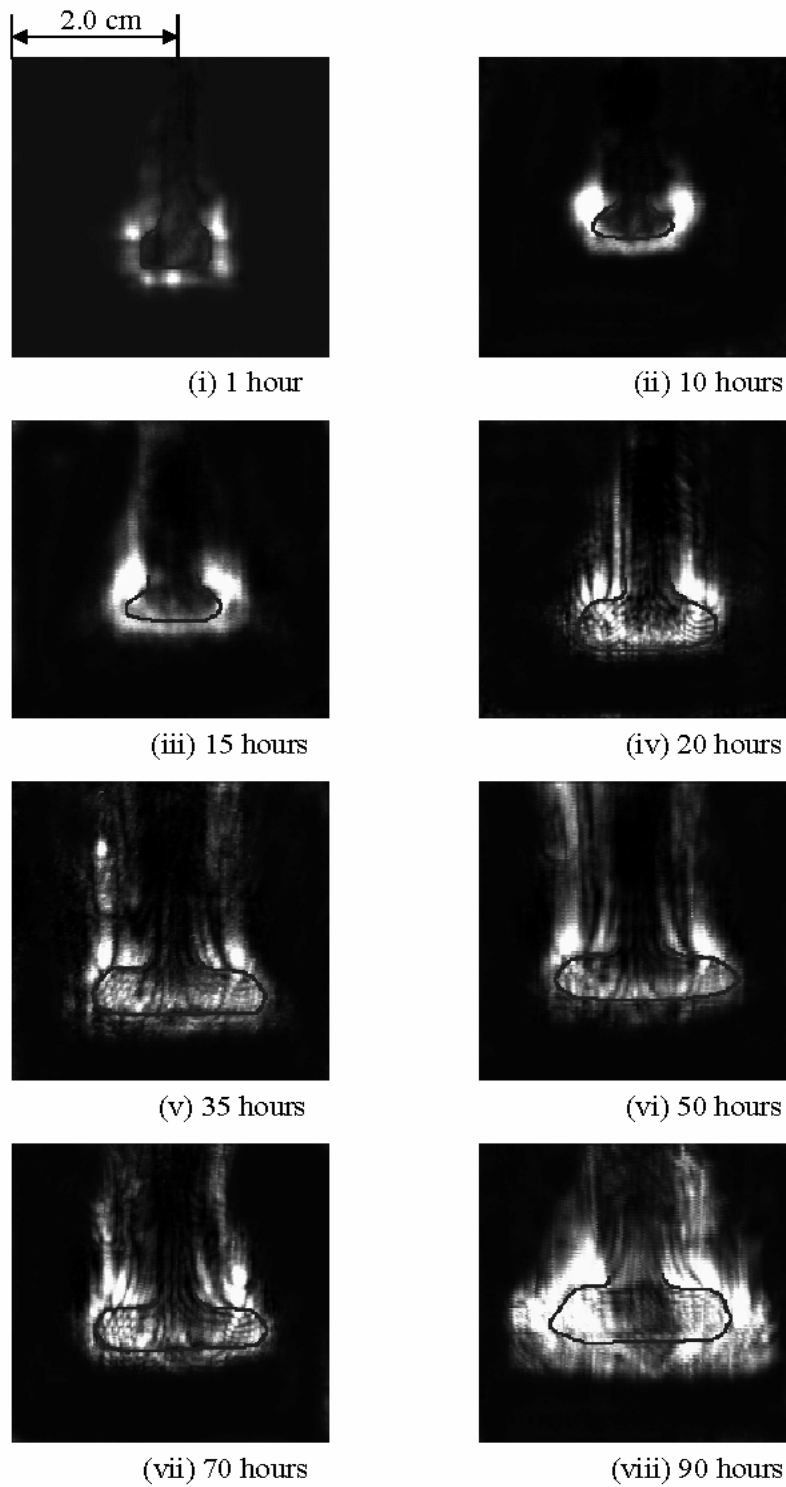 2.0 cm
(i) 1 hour
(ii) 10 hours
(iii) 15 hours
(iv) 20 hours
(v) 35 hours
(vi) 50 hours
(vii) 70 hours
(viii) 90 hours